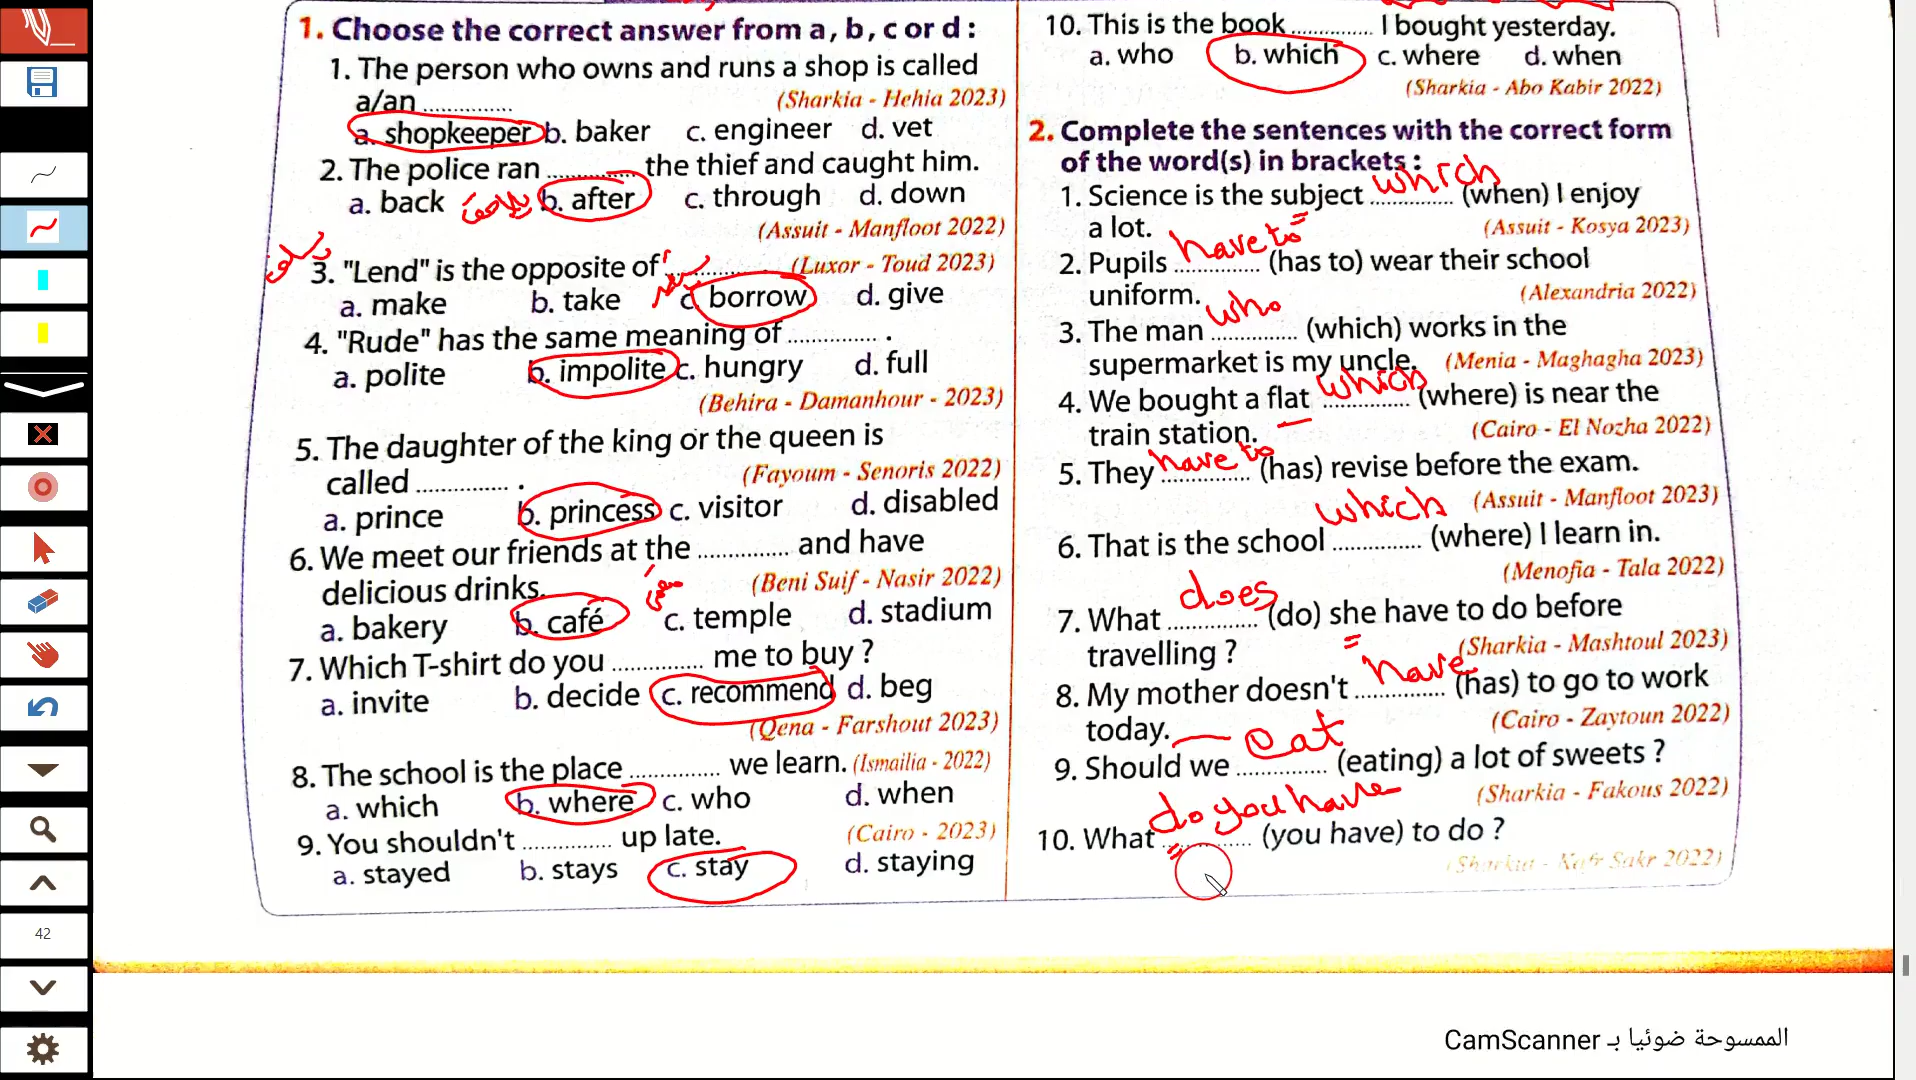 1. Choose the correct answer from a, b, c or d :
1. The person who owns and runs a shop is called
a/an .............. (Sharkia - Hehia 2023)
a. shopkeeper b. baker c. engineer d. vet
2. The police ran .............. the thief and caught him.
a. back b. after c. through d. down
(Assuit - Manfloot 2022)
3. "Lend" is the opposite of .............. (Luxor - Toud 2023)
a. make b. take c. borrow d. give
4. "Rude" has the same meaning of .............. .
a. polite b. impolite c. hungry d. full
(Behira - Damanhour - 2023)
5. The daughter of the king or the queen is
called .............. . (Fayoum - Senoris 2022)
a. prince b. princess c. visitor d. disabled
6. We meet our friends at the .............. and have
delicious drinks. (Beni Suif - Nasir 2022)
a. bakery b. café c. temple d. stadium
7. Which T-shirt do you .............. me to buy ?
a. invite b. decide c. recommend d. beg
(Qena - Farshout 2023)
8. The school is the place .............. we learn. (Ismailia - 2022)
a. which b. where c. who d. when
9. You shouldn't .............. up late. (Cairo - 2023)
a. stayed b. stays c. stay d. staying
10. This is the book .............. I bought yesterday.
a. who b. which c. where d. when
(Sharkia - Abo Kabir 2022)
2. Complete the sentences with the correct form
of the word(s) in brackets :
which
1. Science is the subject .............. (when) I enjoy
a lot. (Assuit - Kosya 2023)
have to
2. Pupils .............. (has to) wear their school
uniform. (Alexandria 2022)
who
3. The man .............. (which) works in the
supermarket is my uncle. (Menia - Maghagha 2023)
which
4. We bought a flat .............. (where) is near the
train station. (Cairo - El Nozha 2022)
have to
5. They .............. (has) revise before the exam.
(Assuit - Manfloot 2023)
which
6. That is the school .............. (where) I learn in.
(Menofia - Tala 2022)
does
7. What .............. (do) she have to do before
travelling ? (Sharkia - Mashtoul 2023)
have
8. My mother doesn't .............. (has) to go to work
today. (Cairo - Zaytoun 2022)
eat
9. Should we .............. (eating) a lot of sweets ?
(Sharkia - Fakous 2022)
do you have
10. What .............. (you have) to do ?
(Sharkia - Kafr Sakr 2022)
42
الممسوحة ضوئيا بـ CamScanner